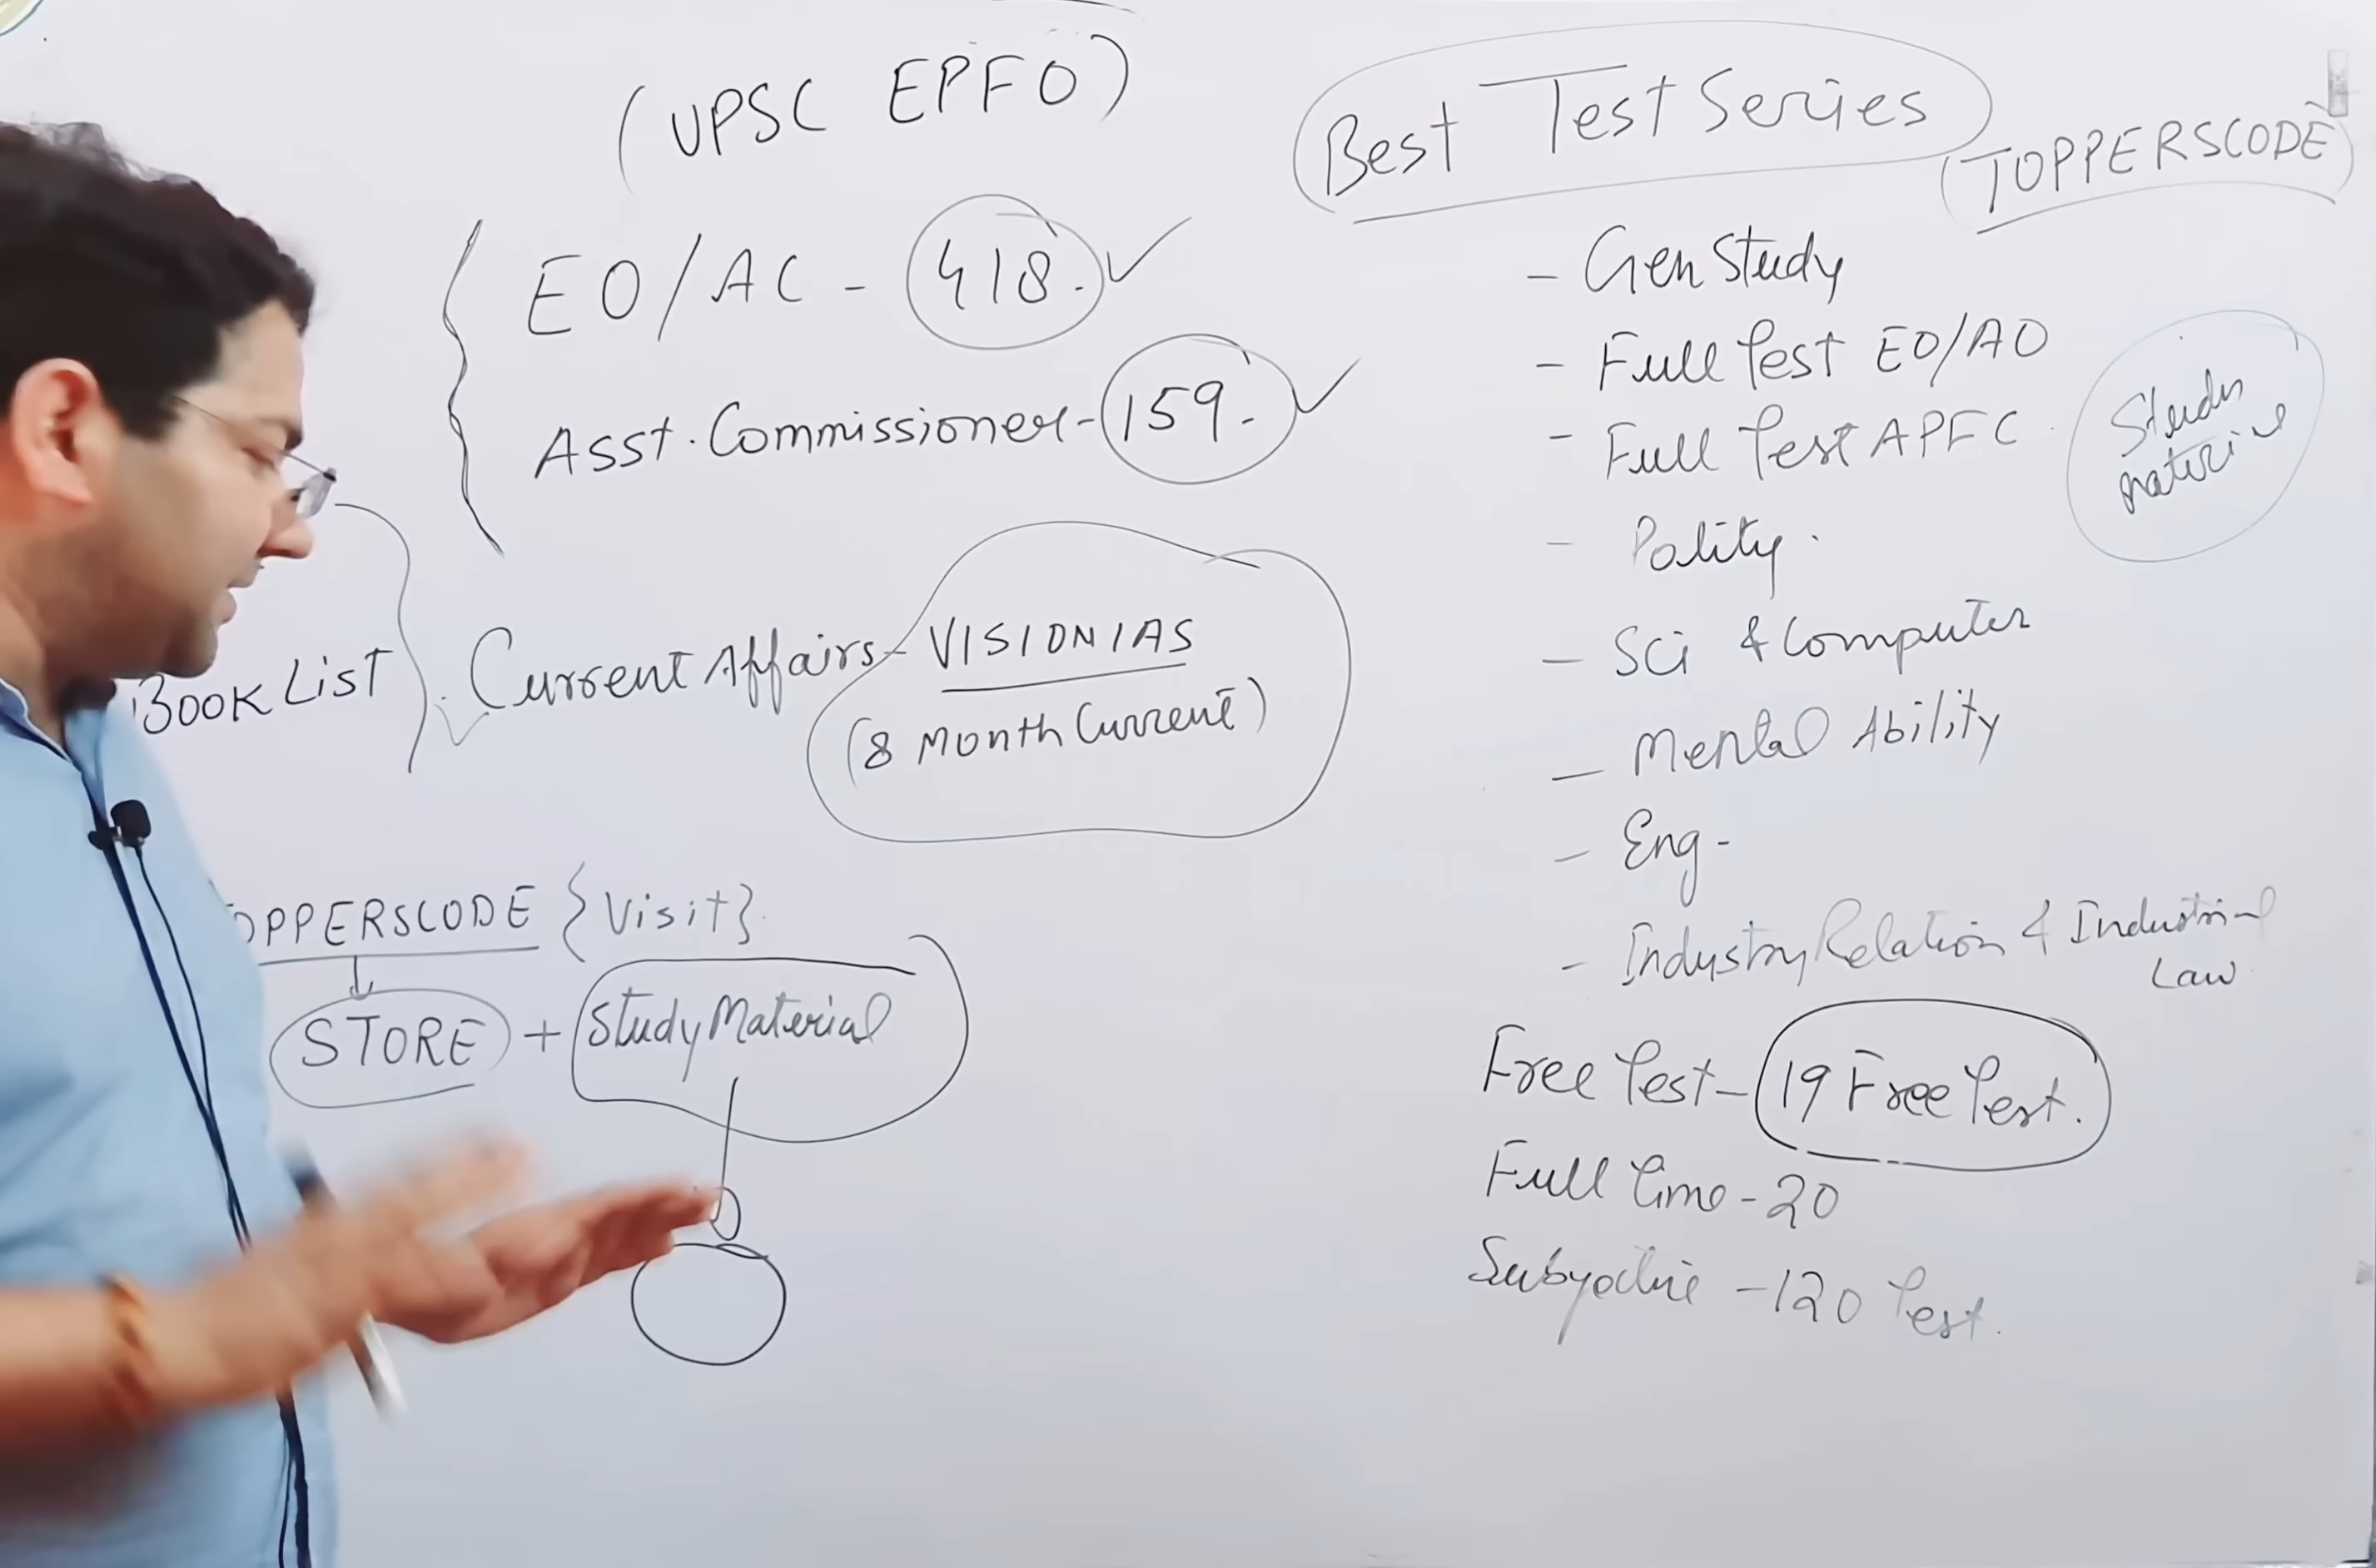 (UPSC EPFO)
EO/AC - 418.
Asst. Commissioner - 159.
Book List
Current Affairs - VISIONIAS
(8 Month Current)
OPPERSCODE {Visit}
STORE + Study Material
Best Test Series
(TOPPERSCODE)
- Gen Study
- Full Test EO/AO
- Full Test APFC
- Polity.
- Sci & Computer
- Mental Ability
- Eng -
- Industry Relation & Industrial
Law
Free Test - 19 Free Test.
Full Time - 20
- 120 Test.